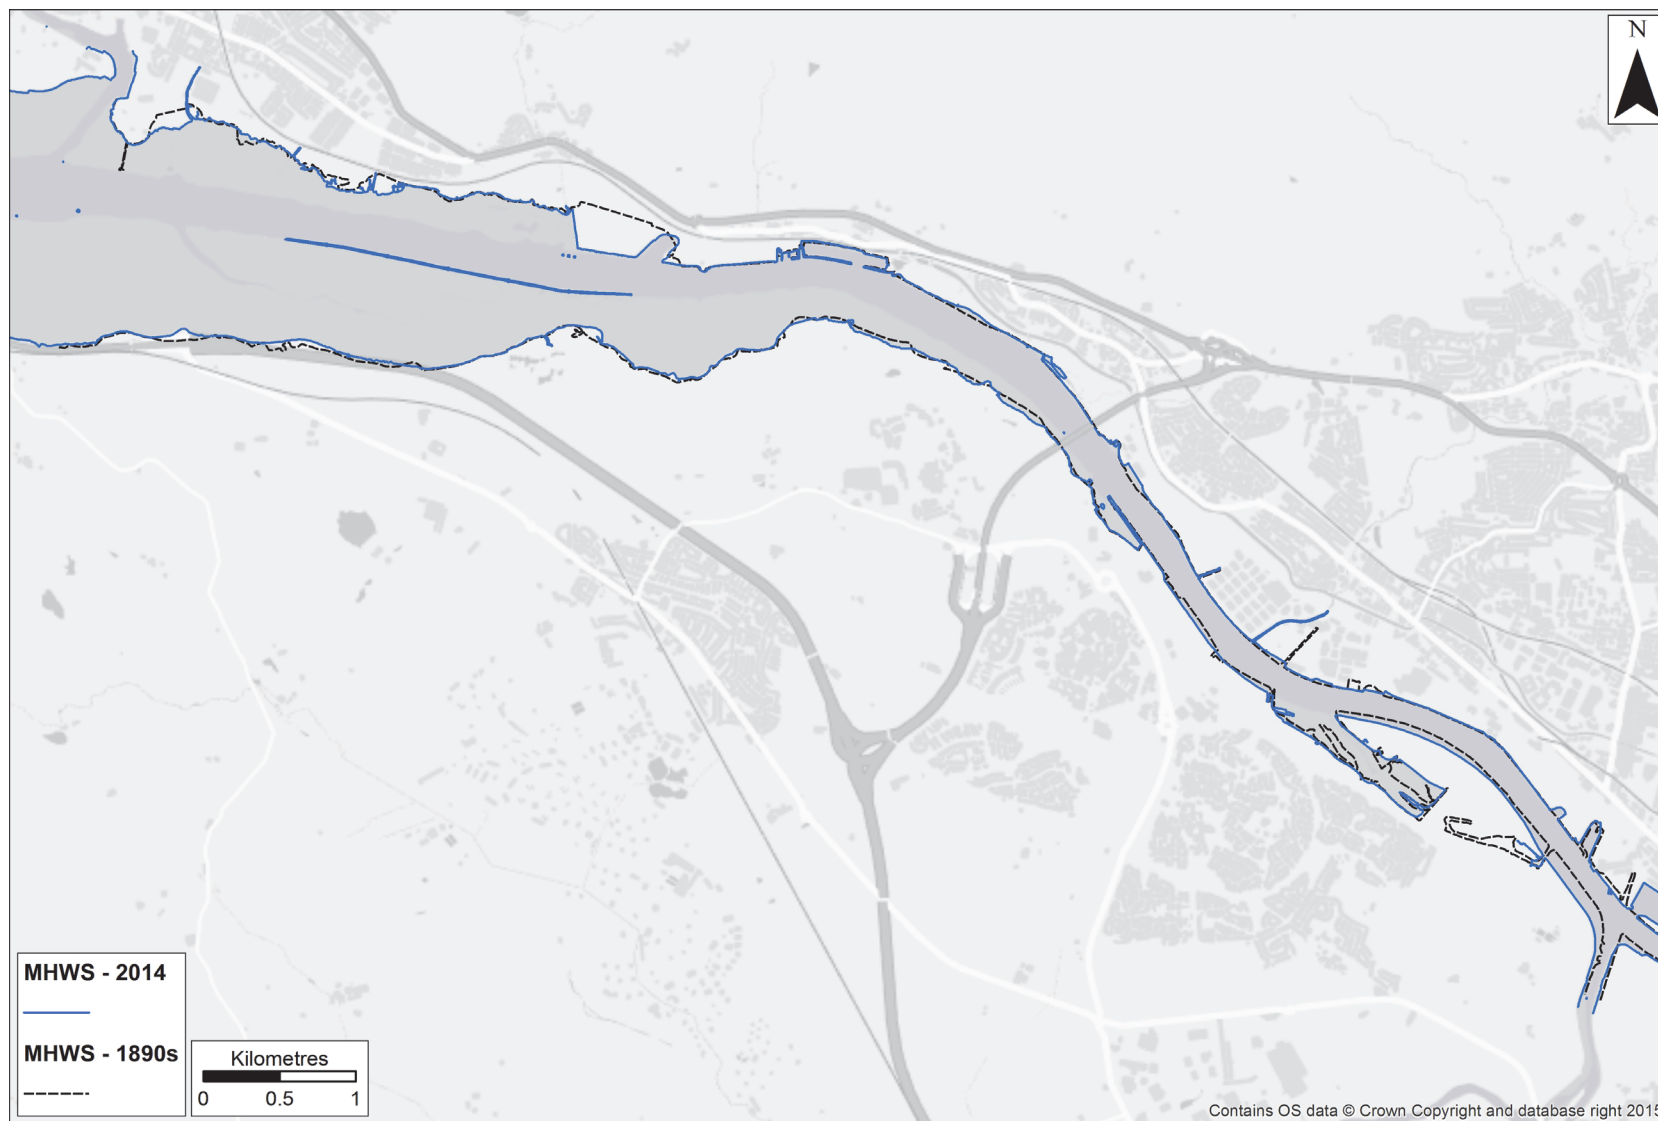 N
MHWS - 2014
MHWS - 1890s
Kilometres
0 0.5 1
Contains OS data © Crown Copyright and database right 2015